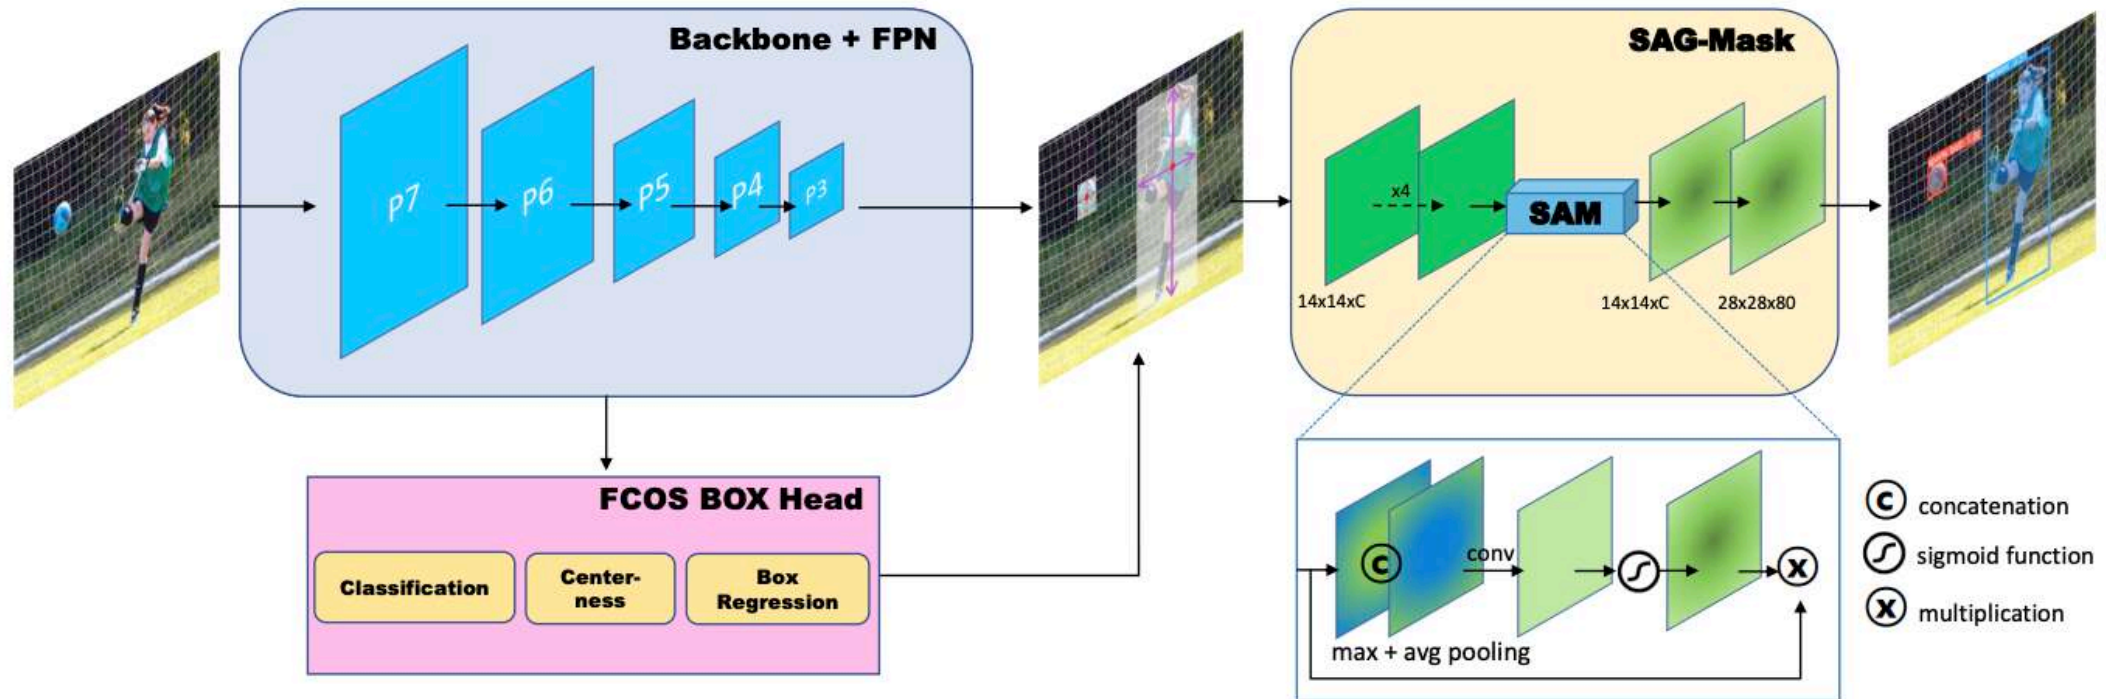 Backbone + FPN
P7
P6
P5
P4
P3
FCOS BOX Head
Classification
Center-
ness
Box
Regression
SAG-Mask
x4
SAM
14x14xC
14x14xC
28x28x80
C
conv
max + avg pooling
X
C concatenation
sigmoid function
X multiplication